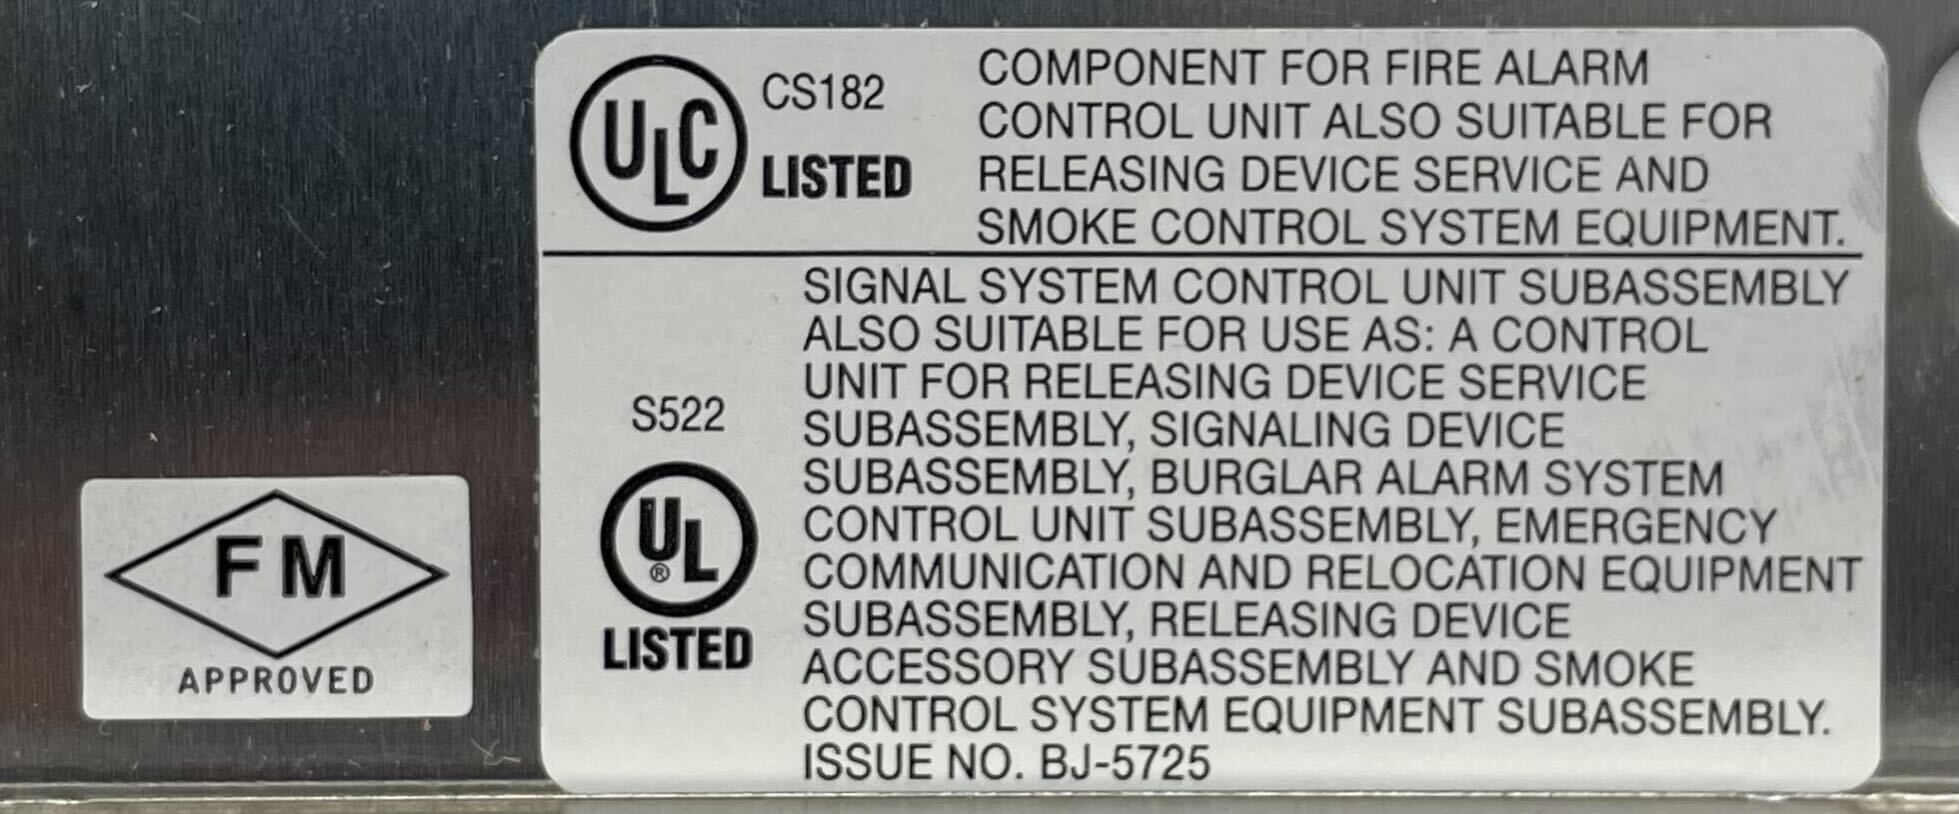 ULC
CS182
LISTED
COMPONENT FOR FIRE ALARM
CONTROL UNIT ALSO SUITABLE FOR
RELEASING DEVICE SERVICE AND
SMOKE CONTROL SYSTEM EQUIPMENT.
S522
UL
®
LISTED
SIGNAL SYSTEM CONTROL UNIT SUBASSEMBLY
ALSO SUITABLE FOR USE AS: A CONTROL
UNIT FOR RELEASING DEVICE SERVICE
SUBASSEMBLY, SIGNALING DEVICE
SUBASSEMBLY, BURGLAR ALARM SYSTEM
CONTROL UNIT SUBASSEMBLY, EMERGENCY
COMMUNICATION AND RELOCATION EQUIPMENT
SUBASSEMBLY, RELEASING DEVICE
ACCESSORY SUBASSEMBLY AND SMOKE
CONTROL SYSTEM EQUIPMENT SUBASSEMBLY.
ISSUE NO. BJ-5725
FM
APPROVED